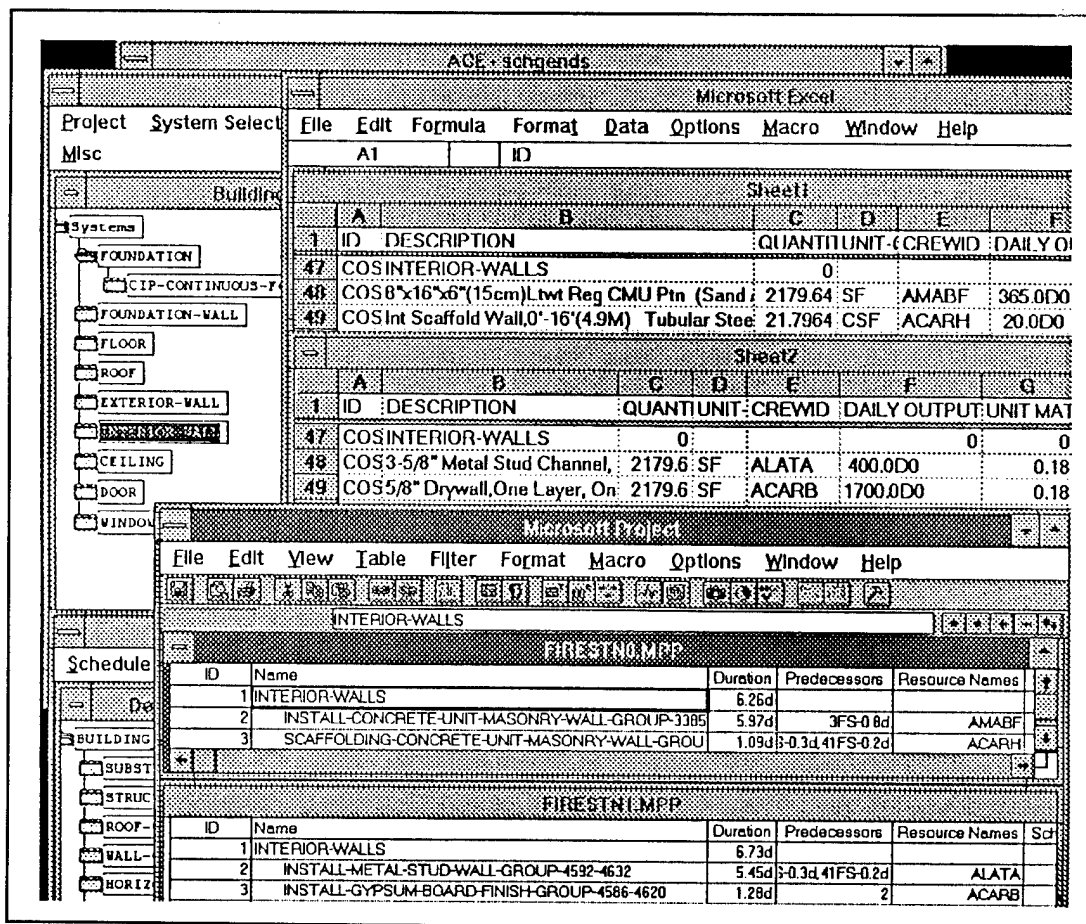 ACE - schgends
Project System Select
Misc
Building
Systems
FOUNDATION
CIP-CONTINUOUS-F
FOUNDATION-WALL
FLOOR
ROOF
EXTERIOR-WALL
INTERIOR-WALL
CEILING
DOOR
WINDOW
Microsoft Excel
File Edit Formula Format Data Options Macro Window Help
A1 ID
Sheet1
A B C D E F
1 ID DESCRIPTION QUANTIT UNIT-( CREWID DAILY OU
47 COS INTERIOR-WALLS 0
48 COS 8"x16"x6"(15cm)Ltwt Reg CMU Ptn (Sand 2179.64 SF AMABF 365.0D0
49 COS Int Scaffold Wall,0'-16'(4.9M) Tubular Stee 21.7964 CSF ACARH 20.0D0
Sheet2
A B C D E F G
1 ID DESCRIPTION QUANTI UNIT- CREWID DAILY OUTPUT UNIT MAT
47 COS INTERIOR-WALLS 0 0 0
48 COS 3-5/8" Metal Stud Channel, 2179.6 SF ALATA 400.0D0 0.18
49 COS 5/8" Drywall,One Layer, On 2179.6 SF ACARB 1700.0D0 0.18
Microsoft Project
File Edit View Table Filter Format Macro Options Window Help
INTERIOR-WALLS
FIRESTN0.MPP
ID Name Duration Predecessors Resource Names
1 INTERIOR-WALLS 6.26d
2 INSTALL-CONCRETE-UNIT-MASONRY-WALL-GROUP-3385 5.97d 3FS-0.8d AMABF
3 SCAFFOLDING-CONCRETE-UNIT-MASONRY-WALL-GROU 1.09d S-0.3d,41FS-0.2d ACARH
FIRESTN1.MPP
ID Name Duration Predecessors Resource Names Sch
1 INTERIOR-WALLS 6.73d
2 INSTALL-METAL-STUD-WALL-GROUP-4592-4632 5.45d S-0.3d,41FS-0.2d ALATA
3 INSTALL-GYPSUM-BOARD-FINISH-GROUP-4586-4620 1.28d 2 ACARB
Schedule
De
BUILDING
SUBST
STRUC
ROOF-
WALL-
HORIZ